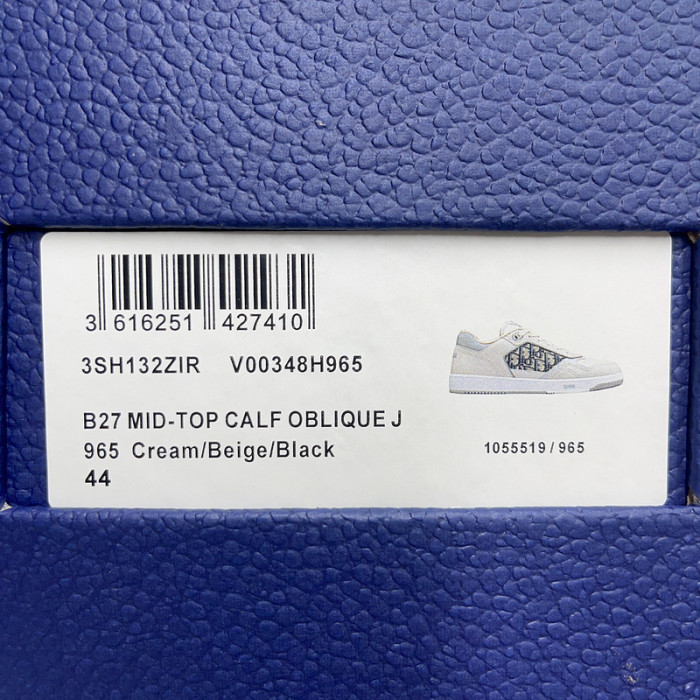 3 616251 427410
3SH132ZIR V00348H965
B27 MID-TOP CALF OBLIQUE J
965 Cream/Beige/Black
44
1055519 / 965